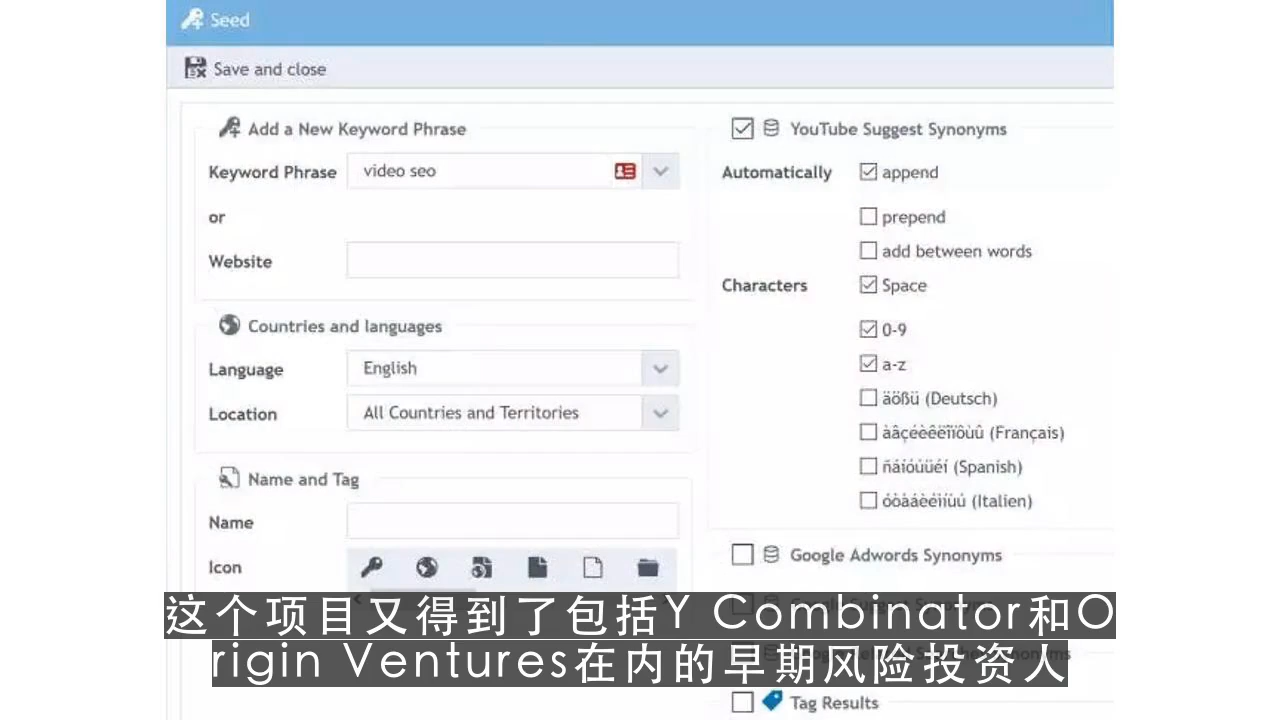 Seed
Save and close
Add a New Keyword Phrase
Keyword Phrase
video seo
or
Website
Countries and languages
Language
English
Location
All Countries and Territories
Name and Tag
Name
Icon
YouTube Suggest Synonyms
Automatically
append
prepend
add between words
Characters
Space
0-9
a-z
äößü (Deutsch)
àâçéèêëîïôùû (Français)
ñáíóúüéí (Spanish)
óòàáèéìíùú (Italien)
Google Adwords Synonyms
Tag Results
这个项目又得到了包括Y Combinator和O
rigin Ventures在内的早期风险投资人